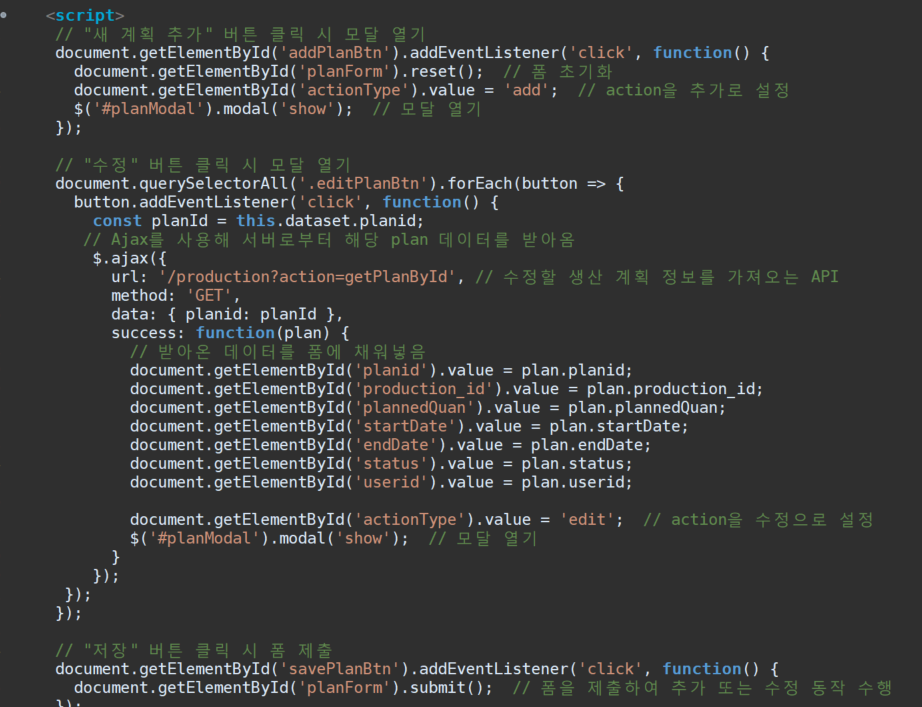 <script>
// "새 계획 추가" 버튼 클릭 시 모달 열기
document.getElementById('addPlanBtn').addEventListener('click', function() {
document.getElementById('planForm').reset(); // 폼 초기화
document.getElementById('actionType').value = 'add'; // action을 추가로 설정
$('#planModal').modal('show'); // 모달 열기
});
// "수정" 버튼 클릭 시 모달 열기
document.querySelectorAll('.editPlanBtn').forEach(button => {
button.addEventListener('click', function() {
const planId = this.dataset.planid;
// Ajax를 사용해 서버로부터 해당 plan 데이터를 받아옴
$.ajax({
url: '/production?action=getPlanById', // 수정할 생산 계획 정보를 가져오는 API
method: 'GET',
data: { planid: planId },
success: function(plan) {
// 받아온 데이터를 폼에 채워넣음
document.getElementById('planid').value = plan.planid;
document.getElementById('production_id').value = plan.production_id;
document.getElementById('plannedQuan').value = plan.plannedQuan;
document.getElementById('startDate').value = plan.startDate;
document.getElementById('endDate').value = plan.endDate;
document.getElementById('status').value = plan.status;
document.getElementById('userid').value = plan.userid;
document.getElementById('actionType').value = 'edit'; // action을 수정으로 설정
$('#planModal').modal('show'); // 모달 열기
}
});
});
});
// "저장" 버튼 클릭 시 폼 제출
document.getElementById('savePlanBtn').addEventListener('click', function() {
document.getElementById('planForm').submit(); // 폼을 제출하여 추가 또는 수정 동작 수행
});